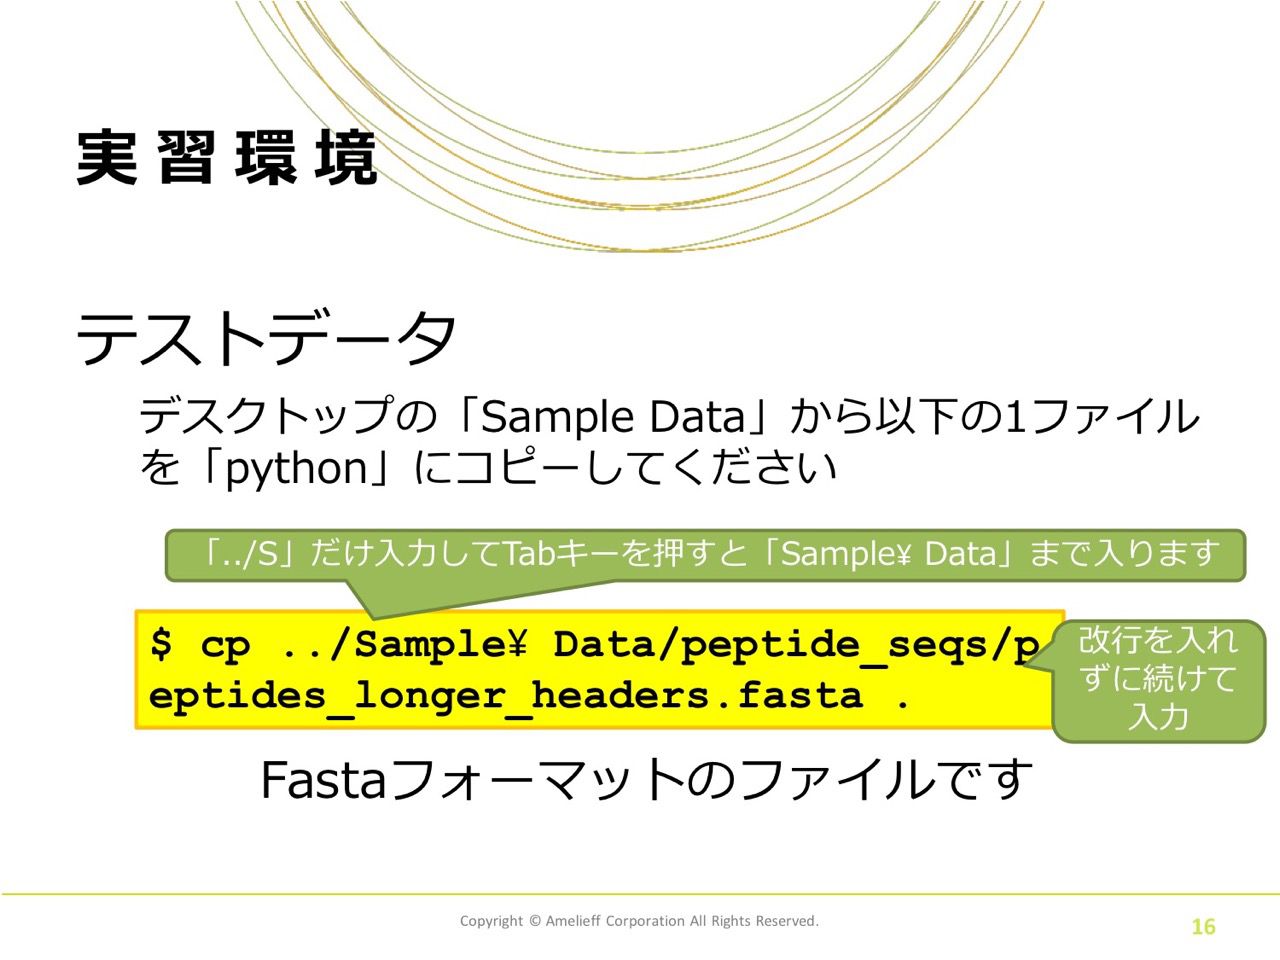 実習環境
テストデータ
デスクトップの「Sample Data」から以下の1ファイル
を「python」にコピーしてください
「../S」だけ入力してTabキーを押すと「Sample¥ Data」まで入ります
$ cp ../Sample¥ Data/peptide_seqs/p
eptides_longer_headers.fasta .
改行を入れ
ずに続けて
入力
Fastaフォーマットのファイルです
Copyright © Amelieff Corporation All Rights Reserved.
16